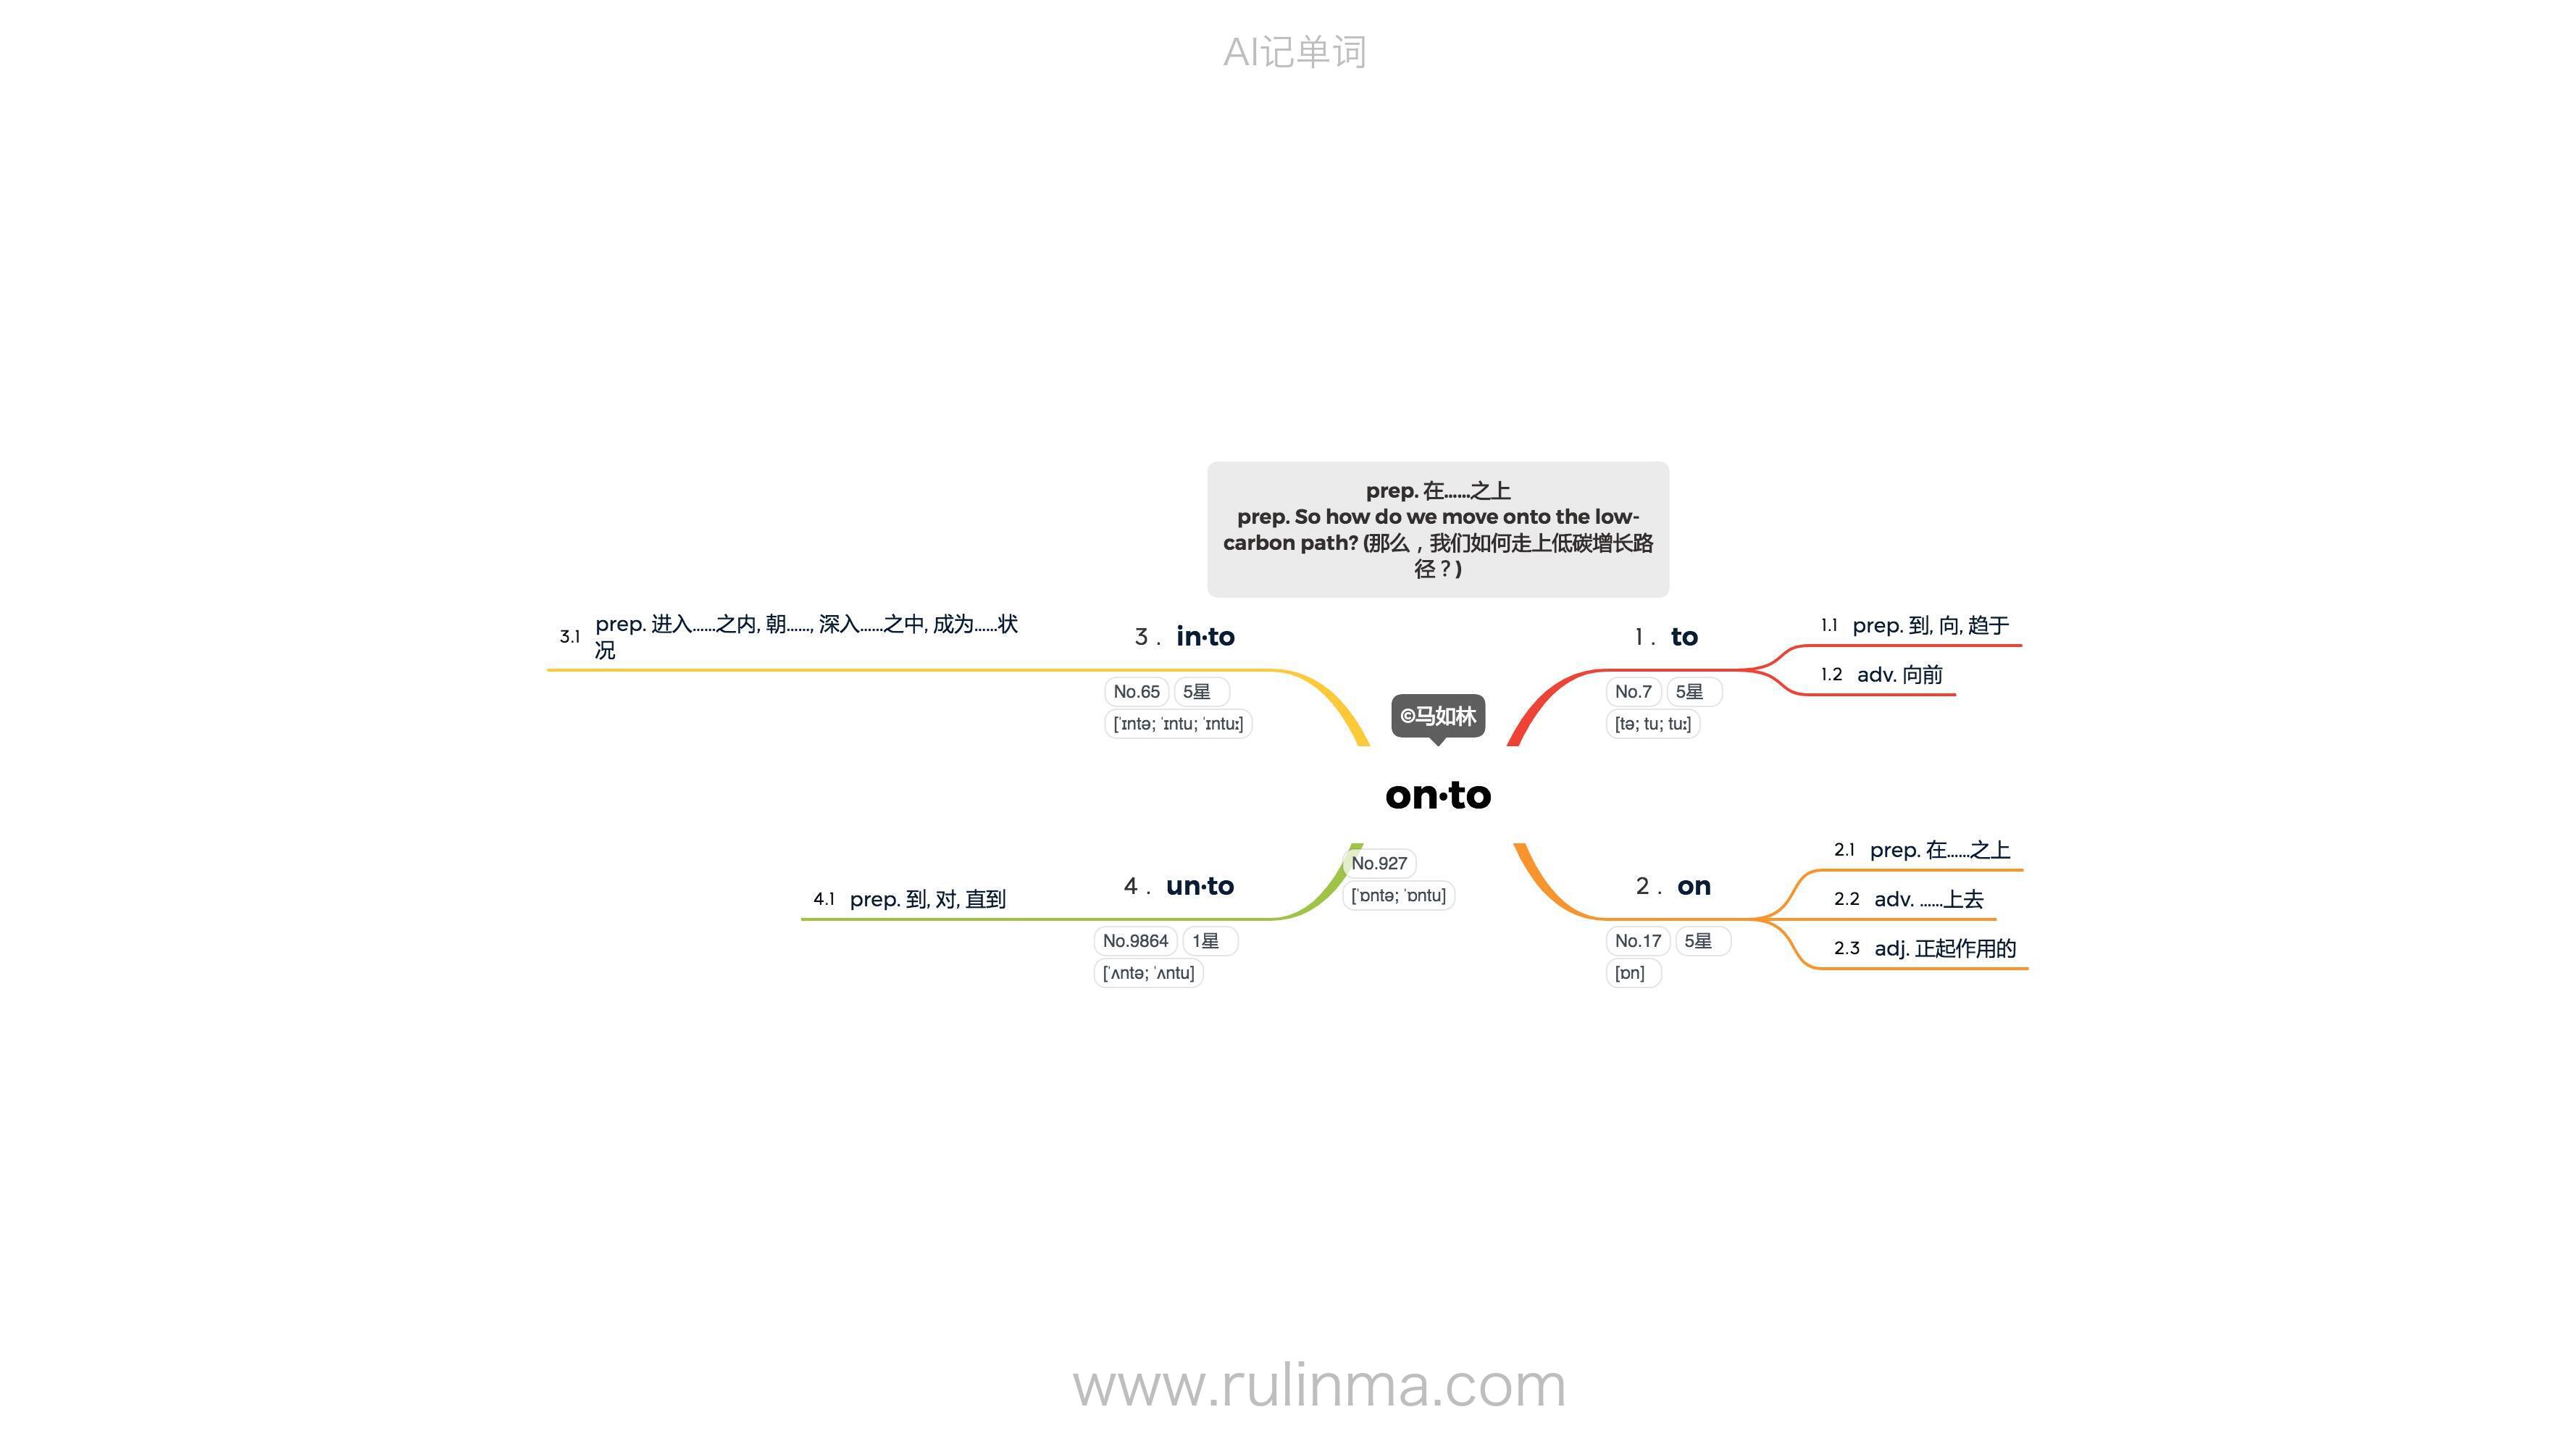 AI记单词
prep. 在……之上
prep. So how do we move onto the low-
carbon path? (那么，我们如何走上低碳增长路
径？)
©马如林
on·to
No.927
[ˈɒntə; ˈɒntu]
1. to
No.7 5星
[tə; tu; tuː]
1.1 prep. 到, 向, 趋于
1.2 adv. 向前
2. on
No.17 5星
[ɒn]
2.1 prep. 在……之上
2.2 adv. ……上去
2.3 adj. 正起作用的
3. in·to
No.65 5星
[ˈɪntə; ˈɪntu; ˈɪntuː]
3.1 prep. 进入……之内, 朝……, 深入……之中, 成为……状
况
4. un·to
No.9864 1星
[ˈʌntə; ˈʌntu]
4.1 prep. 到, 对, 直到
www.rulinma.com